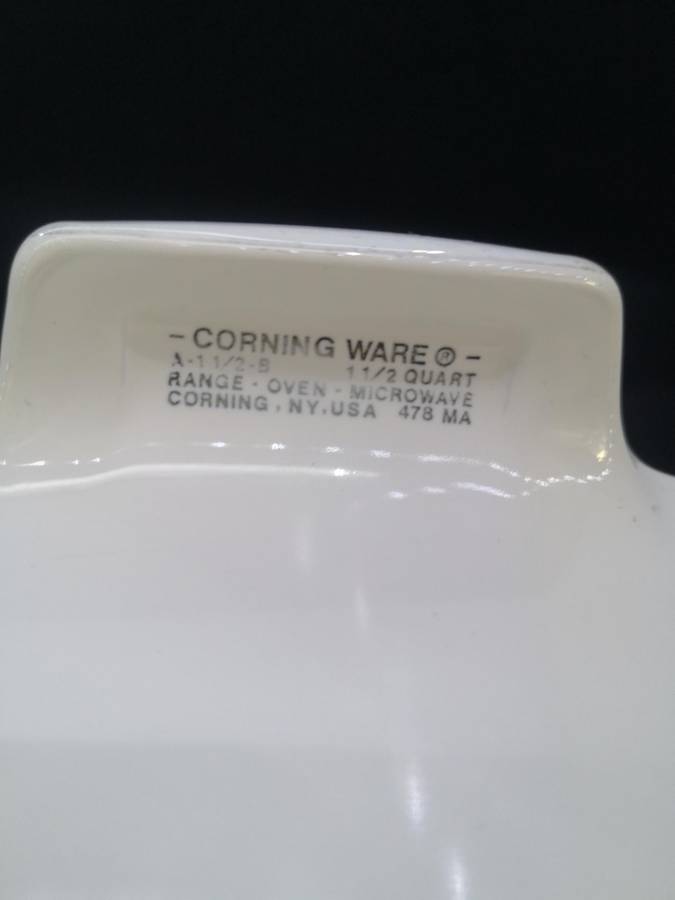 - CORNING WARE ® -
A-1 1/2-B 1 1/2 QUART
RANGE - OVEN - MICROWAVE
CORNING, NY, USA 478 MA